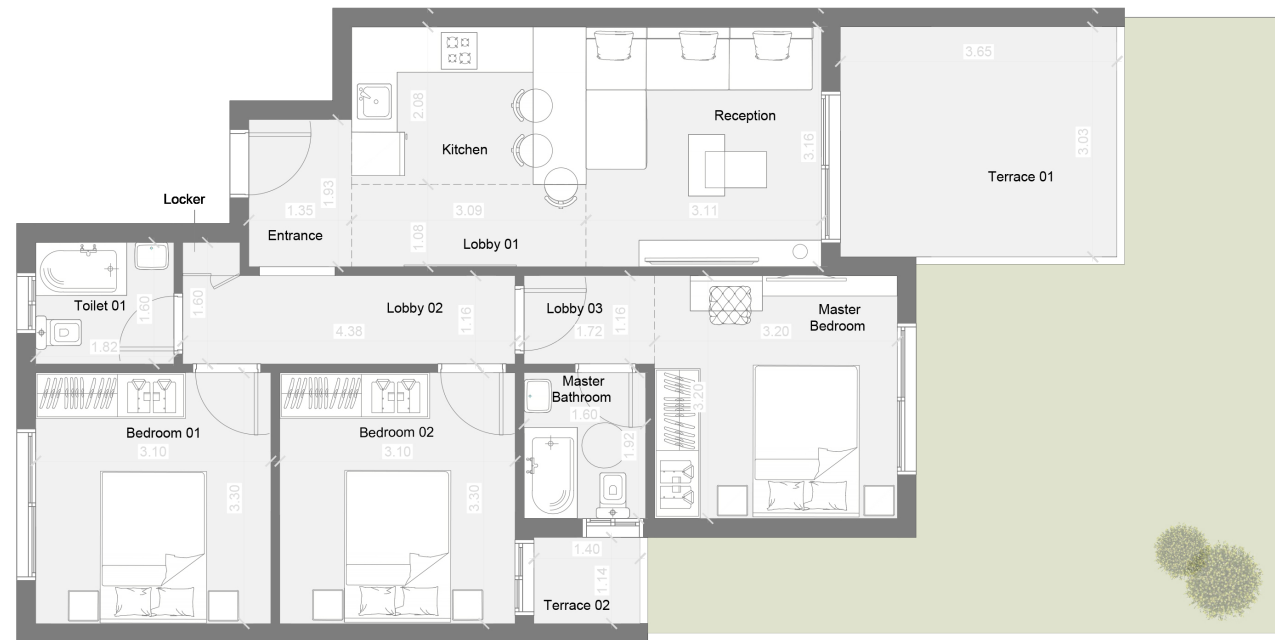 3.65
2.08
Reception
3.16
3.03
Kitchen
Terrace 01
1.93
Locker
1.35
3.09
3.11
Entrance
1.08
Lobby 01
Toilet 01
1.60
1.60
Lobby 02
1.16
Lobby 03
1.16
Master
Bedroom
4.38
1.72
3.20
1.82
Master
Bathroom
3.20
1.60
Bedroom 01
Bedroom 02
3.10
3.10
1.92
3.30
3.30
1.40
1.14
Terrace 02